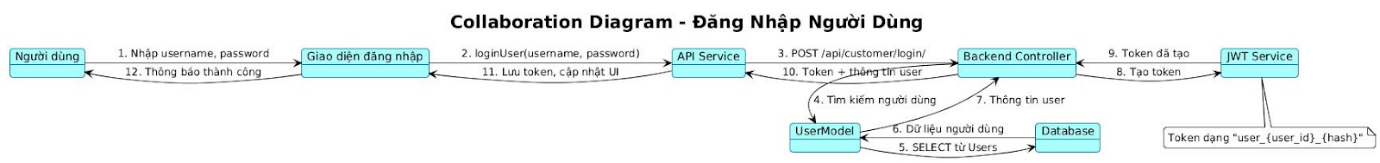 Collaboration Diagram - Đăng Nhập Người Dùng
Người dùng
1. Nhập username, password
12. Thông báo thành công
Giao diện đăng nhập
2. loginUser(username, password)
11. Lưu token, cập nhật UI
API Service
3. POST /api/customer/login/
10. Token + thông tin user
Backend Controller
9. Token đã tạo
8. Tạo token
JWT Service
4. Tìm kiếm người dùng
7. Thông tin user
UserModel
6. Dữ liệu người dùng
5. SELECT từ Users
Database
Token dạng "user_{user_id}_{hash}"